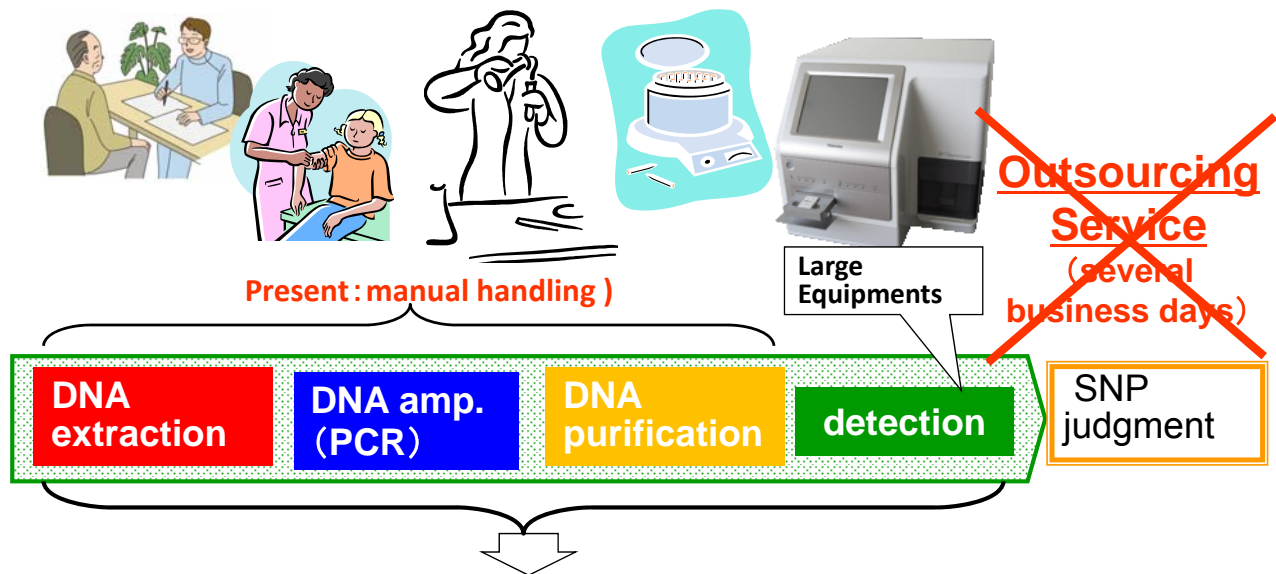 Outsourcing
Service
（several
business days）
Large
Equipments
Present：manual handling )
DNA
extraction
DNA amp.
（PCR）
DNA
purification
detection
SNP
judgment